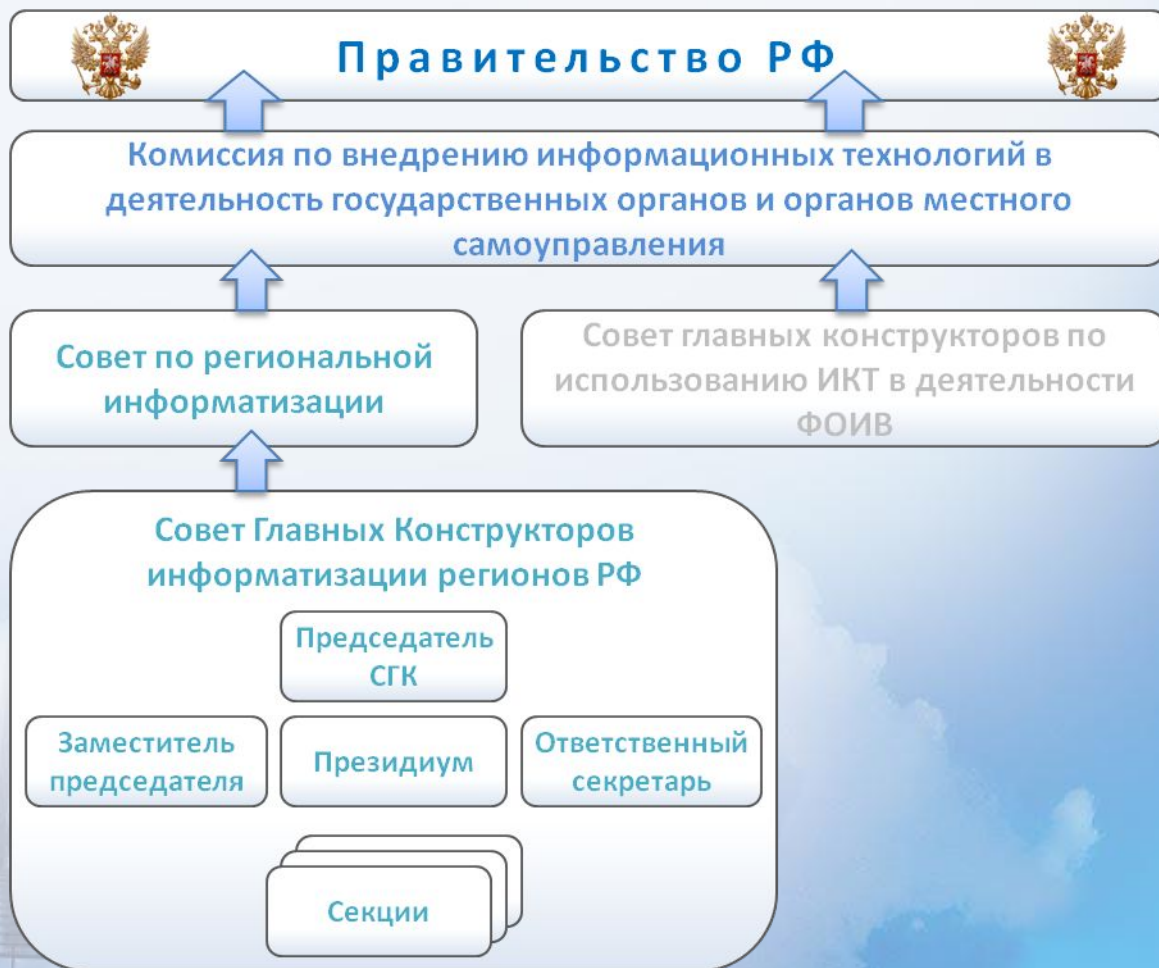 Правительство РФ
Комиссия по внедрению информационных технологий в
деятельность государственных органов и органов местного
самоуправления
Совет по региональной
информатизации
Совет главных конструкторов по
использованию ИКТ в деятельности
ФОИВ
Совет Главных Конструкторов
информатизации регионов РФ
Председатель
СГК
Заместитель
председателя
Президиум
Ответственный
секретарь
Секции